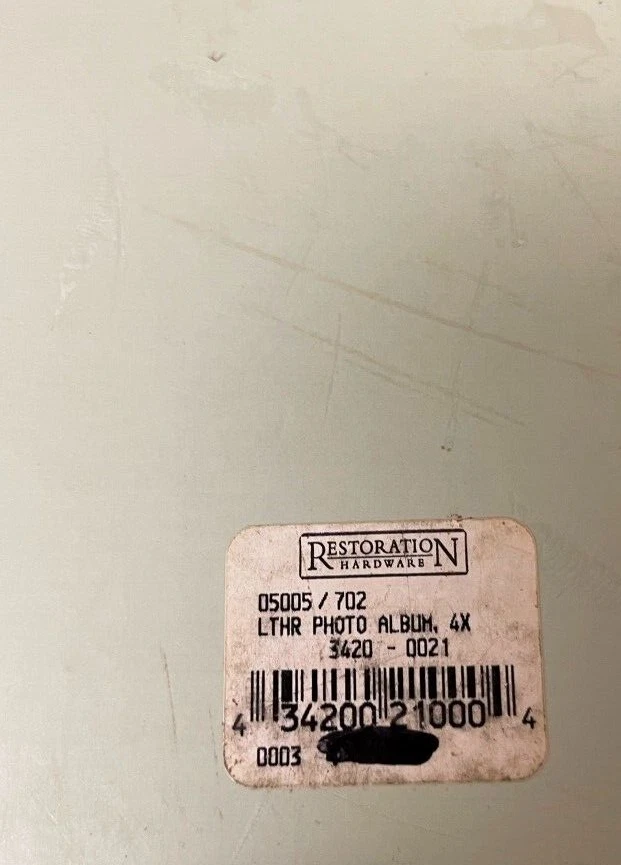 RESTORATION
HARDWARE
05005 / 702
LTHR PHOTO ALBUM, 4X
3420 - 0021
4 34200 21000 4
0003